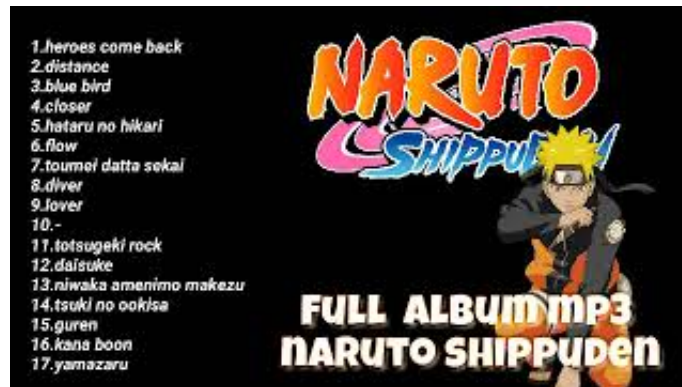 1.heroes come back
2.distance
3.blue bird
4.closer
5.hataru no hikari
6.flow
7.toumei datta sekai
8.diver
9.lover
10.-
11.totsugeki rock
12.daisuke
13.niwaka amenimo makezu
14.tsuki no ookisa
15.guren
16.kana boon
17.yamazaru
NARUTO
SHIPPUDEN
FULL ALBUM MP3
NARUTO SHIPPUDEN